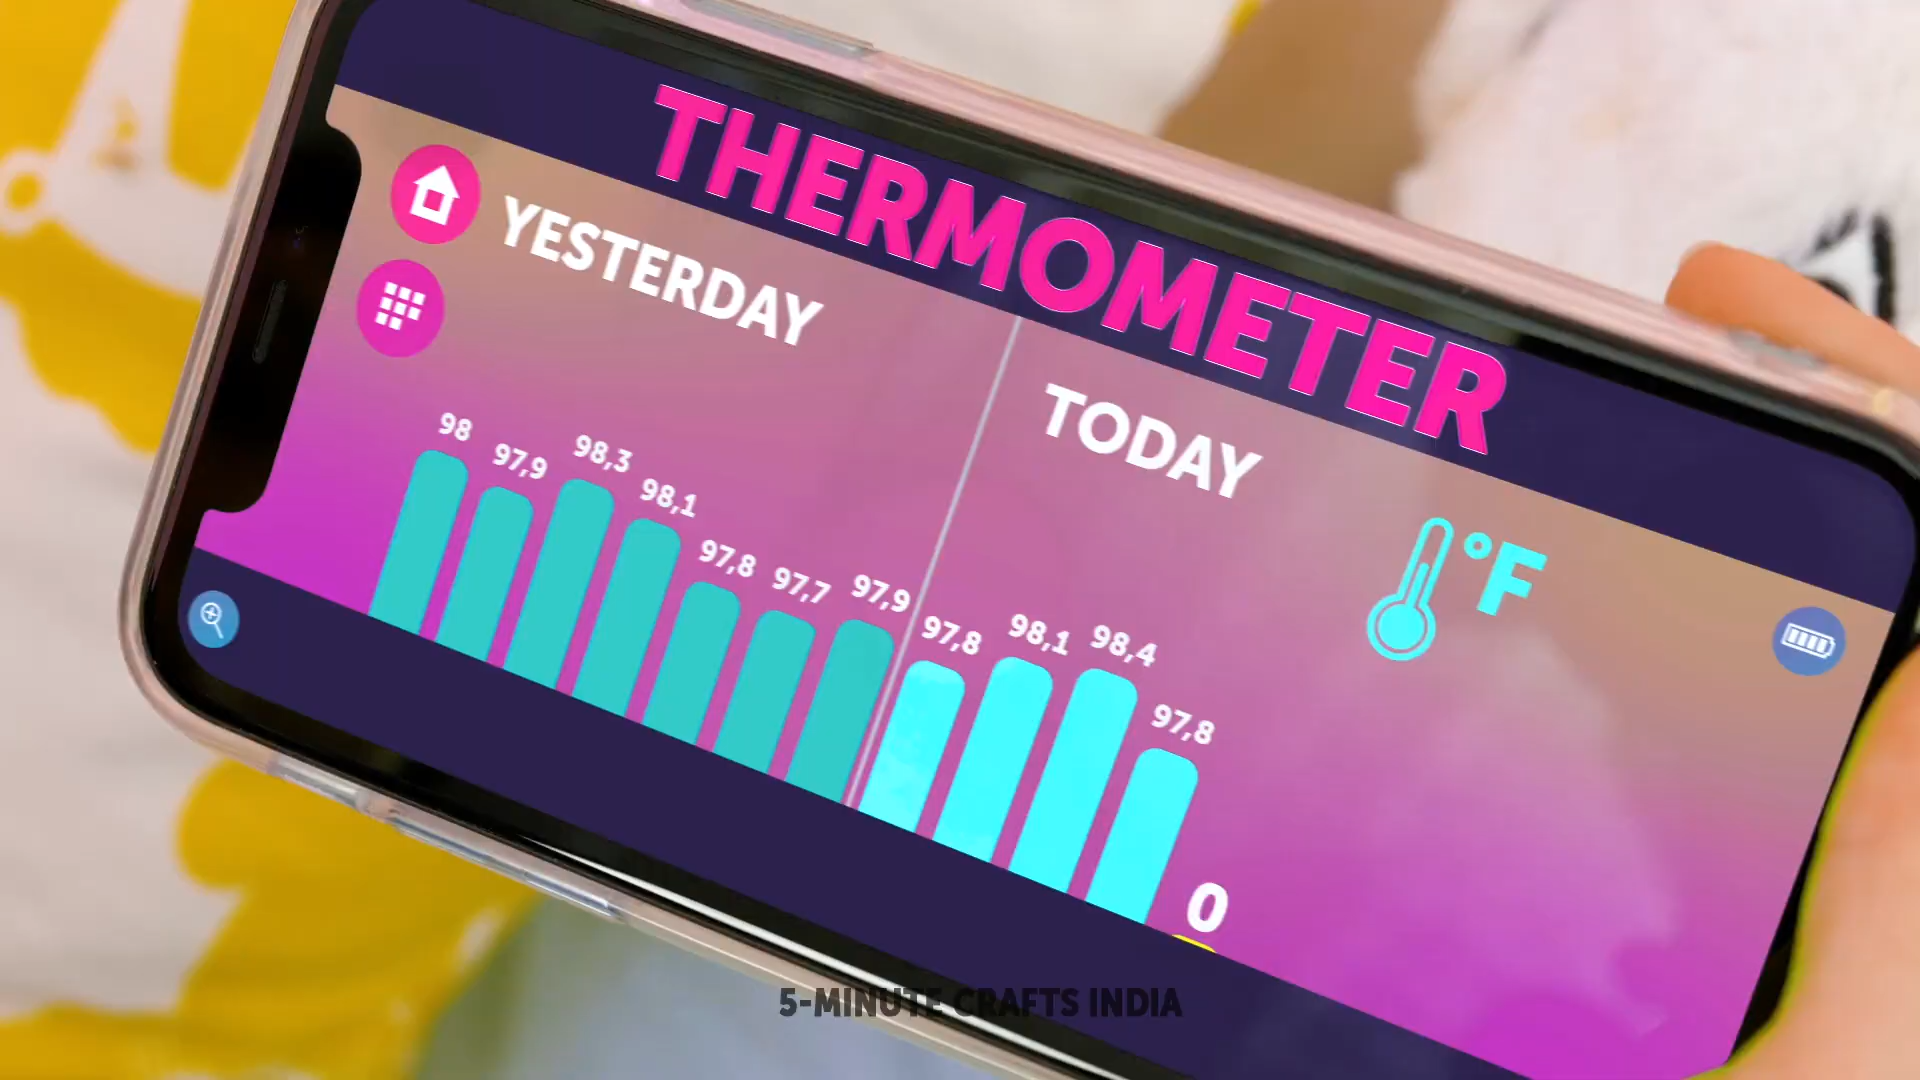 THERMOMETER
YESTERDAY
TODAY
°F
98
97,9
98,3
98,1
97,8
97,7
97,9
97,8
98,1
98,4
97,8
0
5-MINUTE CRAFTS INDIA